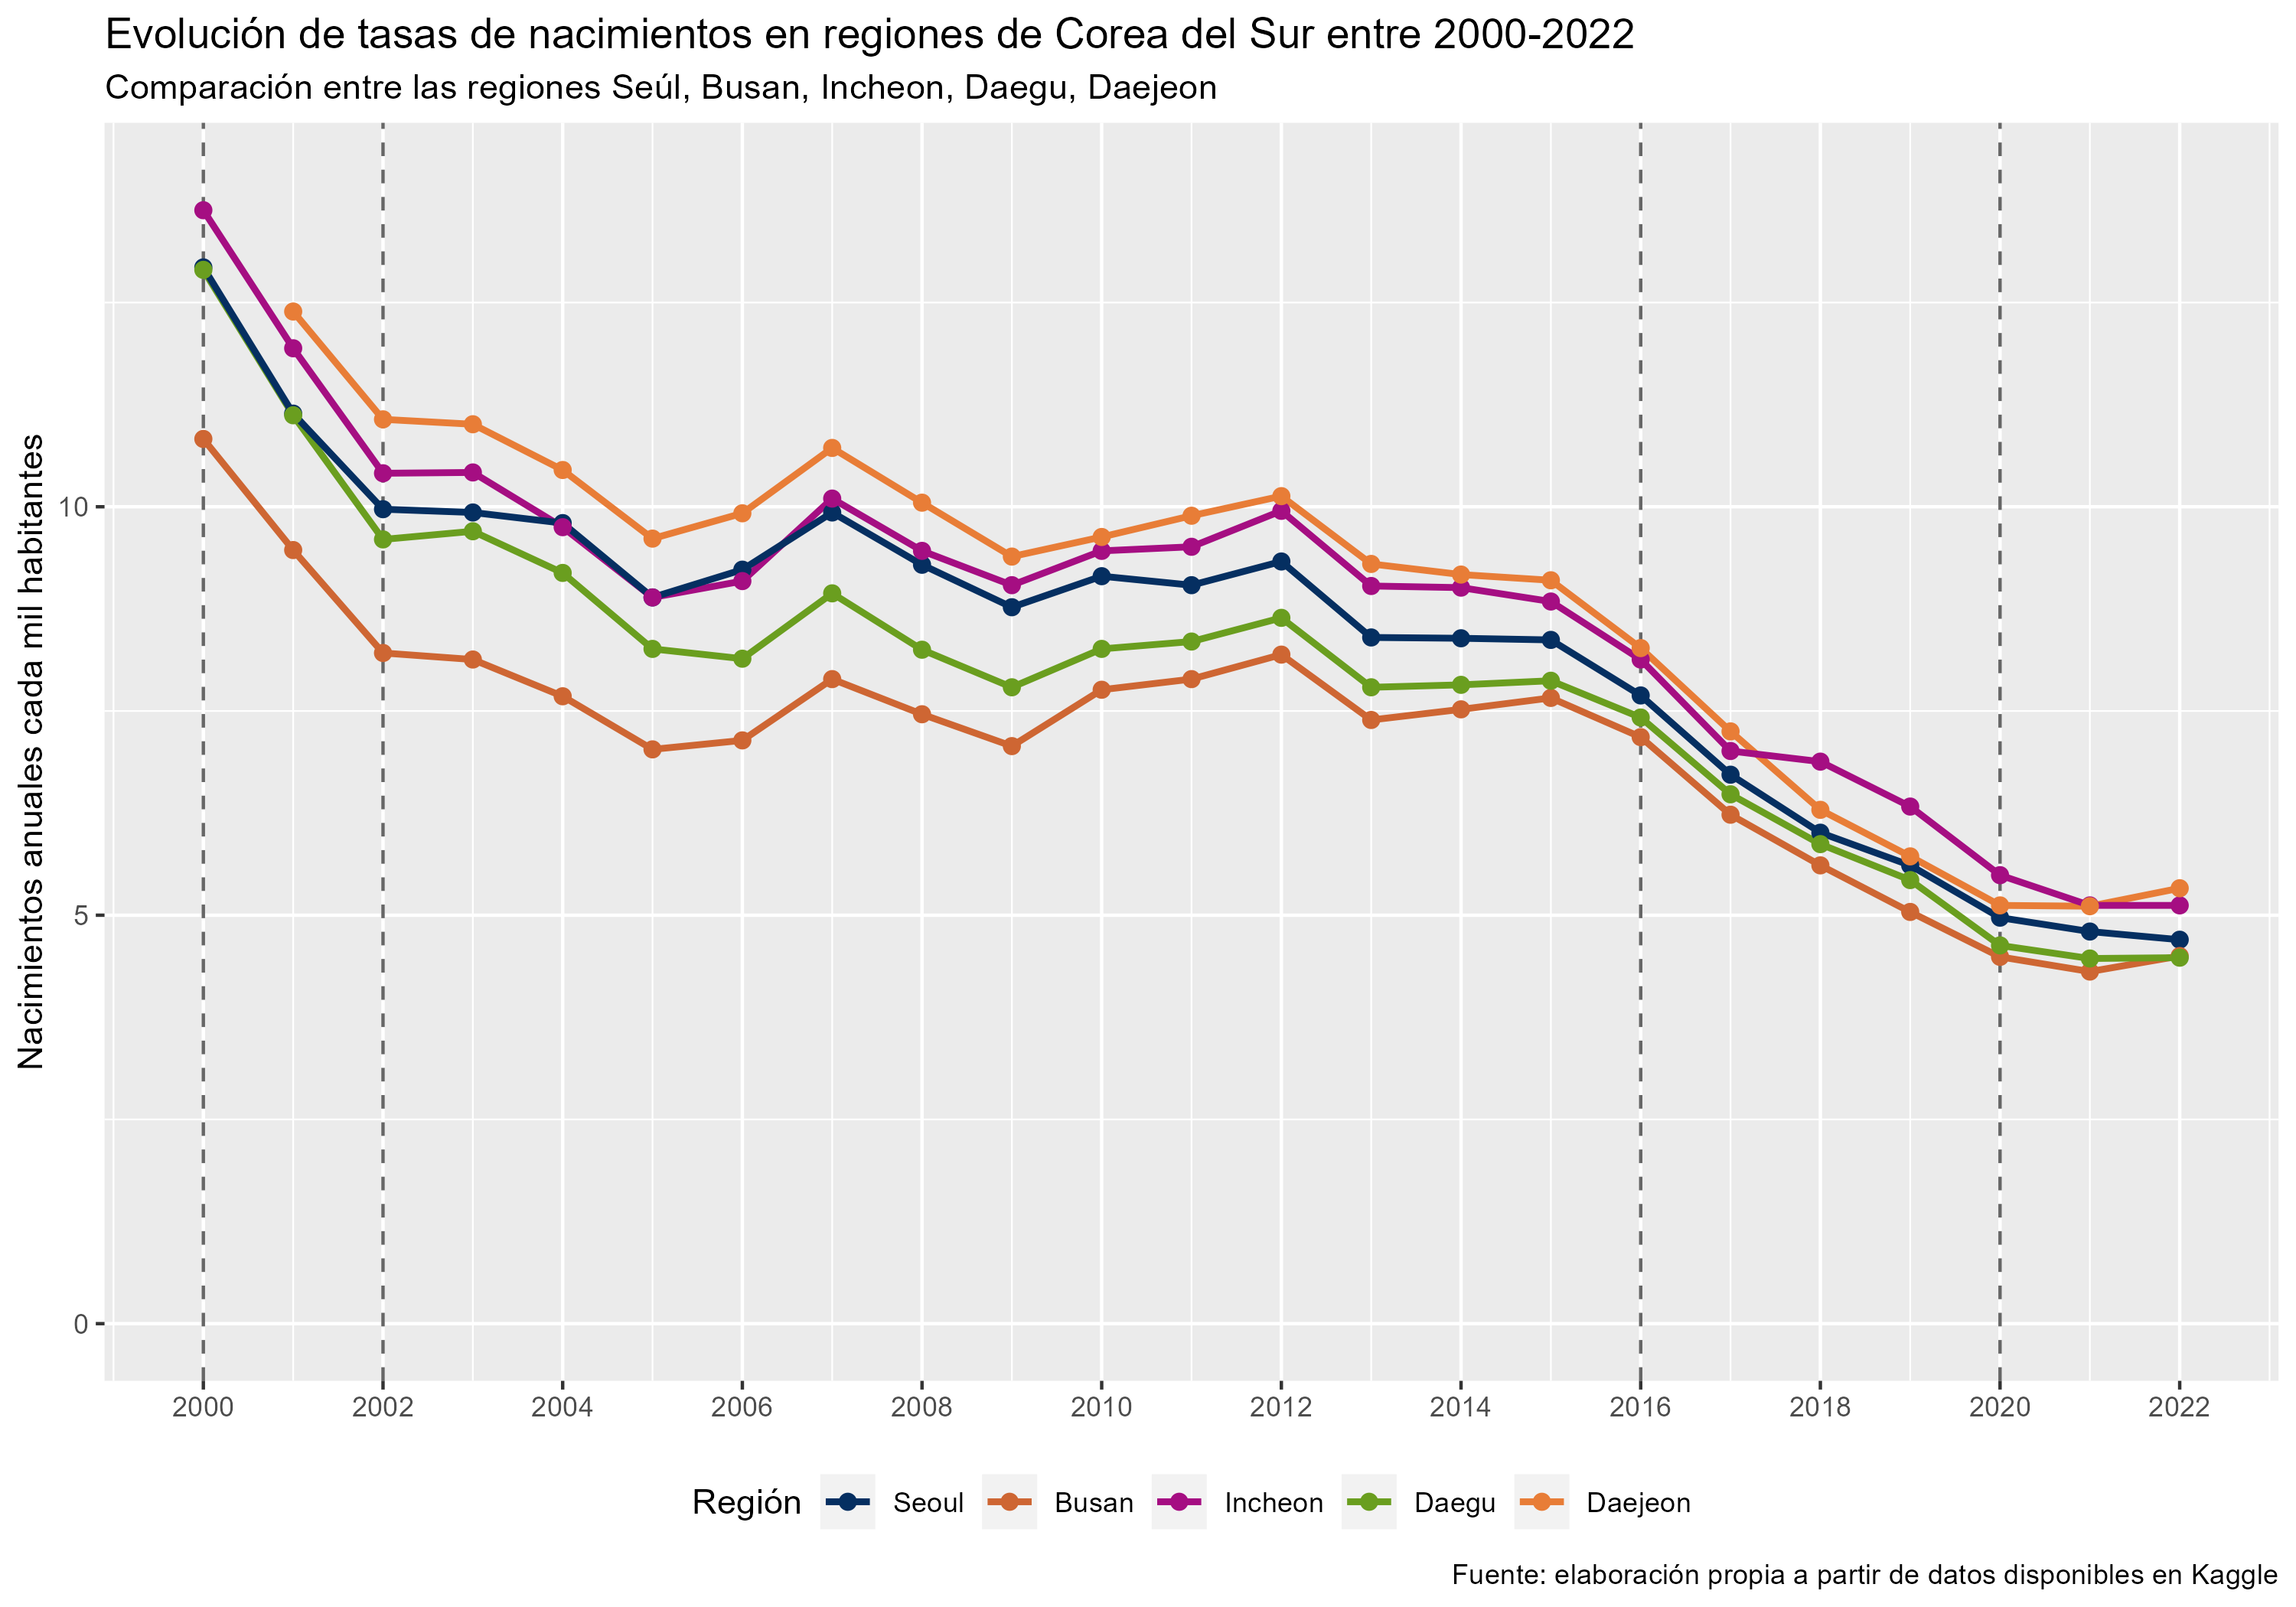 Evolución de tasas de nacimientos en regiones de Corea del Sur entre 2000-2022
Comparación entre las regiones Seúl, Busan, Incheon, Daegu, Daejeon
Nacimientos anuales cada mil habitantes
10
5
0
2000 2002 2004 2006 2008 2010 2012 2014 2016 2018 2020 2022
Región Seoul Busan Incheon Daegu Daejeon
Fuente: elaboración propia a partir de datos disponibles en Kaggle